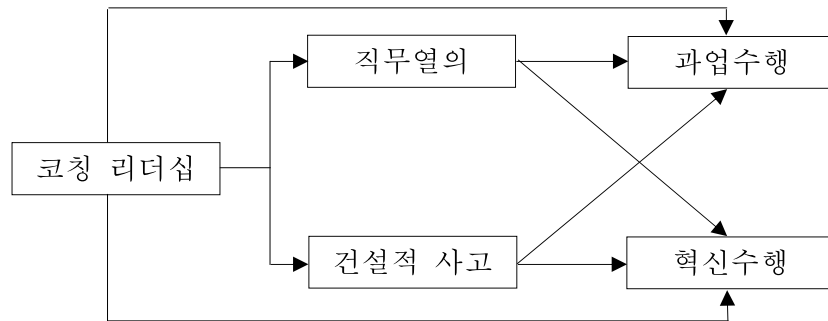 직무열의
과업수행
코칭 리더십
건설적 사고
혁신수행